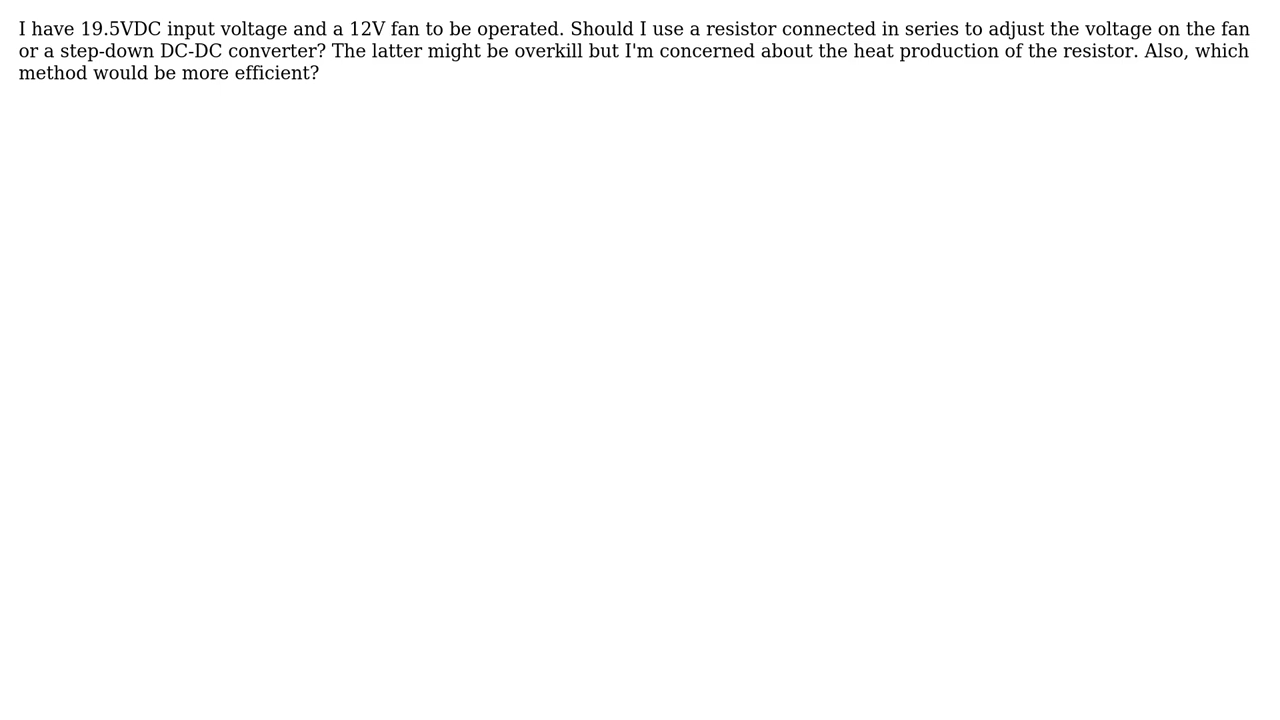 I have 19.5VDC input voltage and a 12V fan to be operated. Should I use a resistor connected in series to adjust the voltage on the fan
or a step-down DC-DC converter? The latter might be overkill but I'm concerned about the heat production of the resistor. Also, which
method would be more efficient?